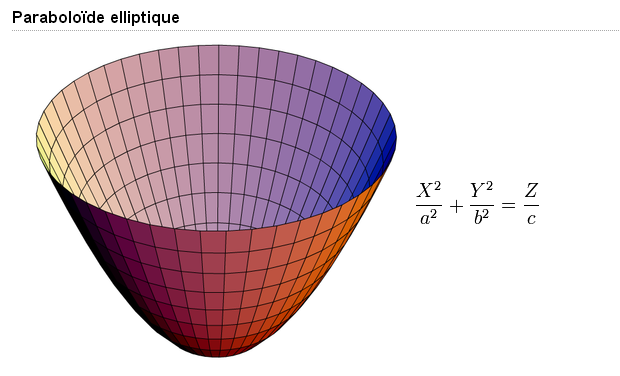 Paraboloïde elliptique
X²/a² + Y²/b² = Z/c